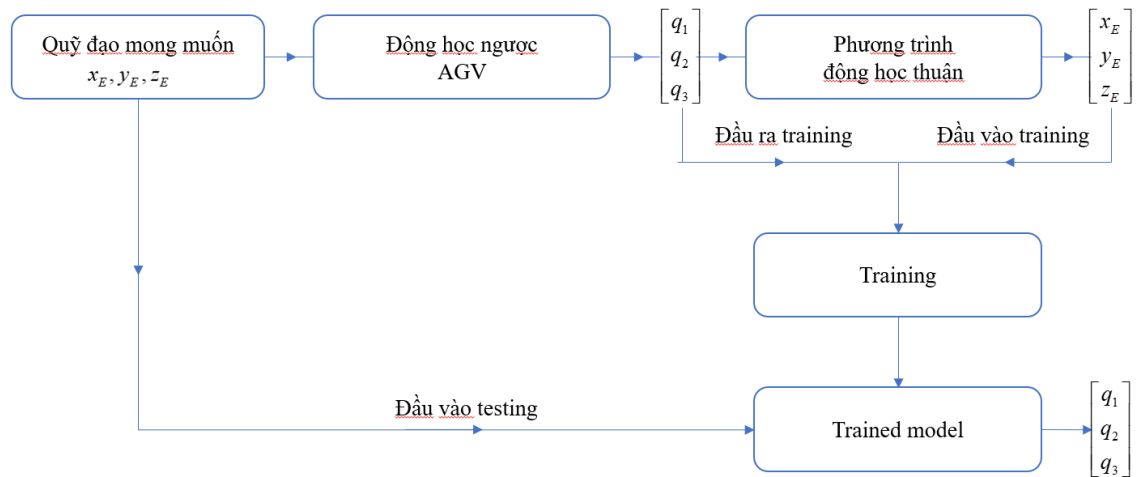 Quỹ đạo mong muốn
x_E, y_E, z_E
Động học ngược
AGV
q_1
q_2
q_3
Phương trình
động học thuận
x_E
y_E
z_E
Đầu ra training
Đầu vào training
Training
Đầu vào testing
Trained model
q_1
q_2
q_3